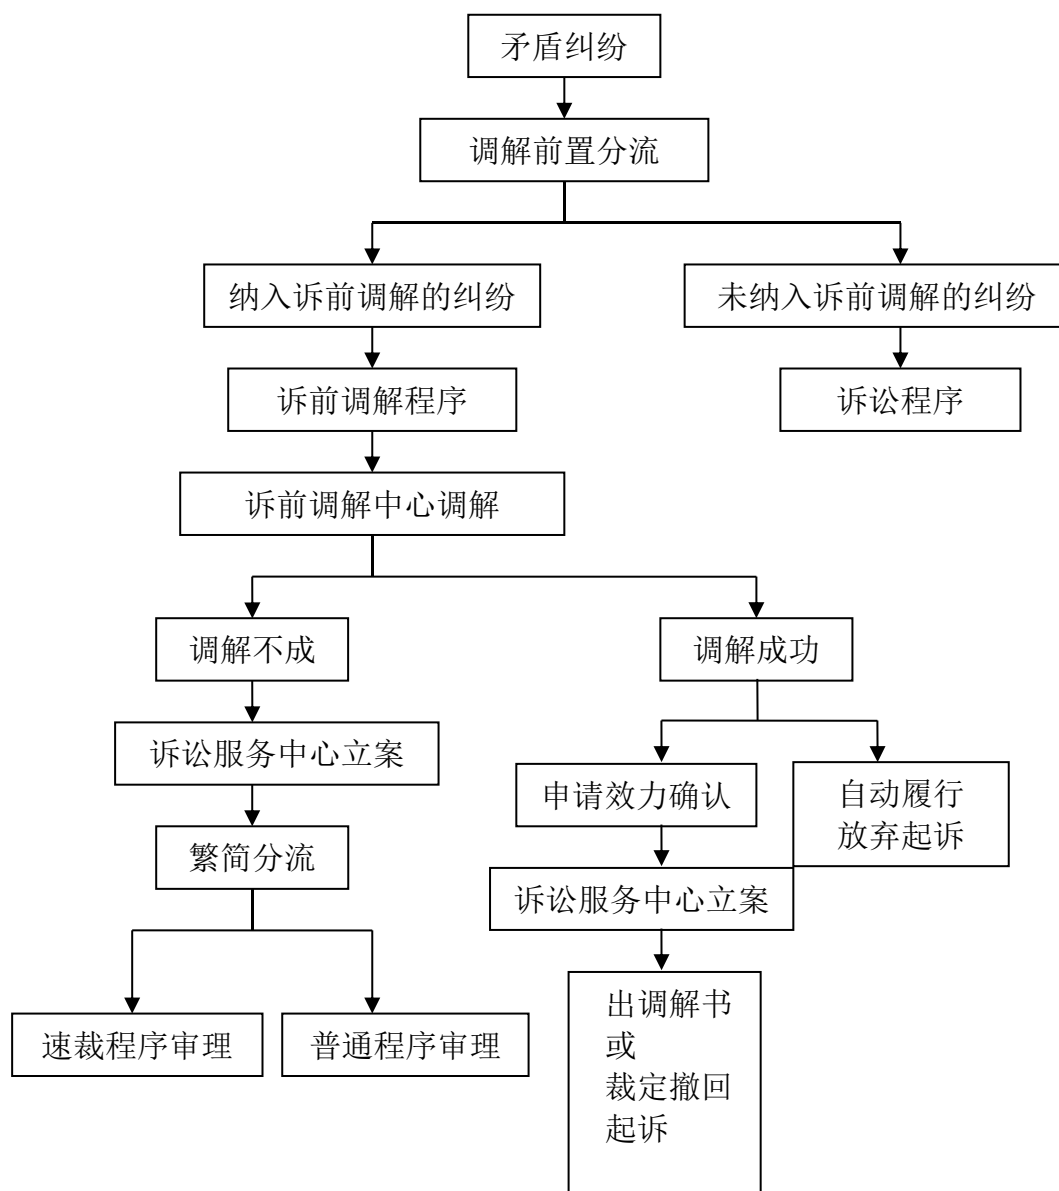 矛盾纠纷
调解前置分流
纳入诉前调解的纠纷
未纳入诉前调解的纠纷
诉前调解程序
诉讼程序
诉前调解中心调解
调解不成
调解成功
诉讼服务中心立案
申请效力确认
自动履行
放弃起诉
繁简分流
诉讼服务中心立案
速裁程序审理
普通程序审理
出调解书
或
裁定撤回
起诉